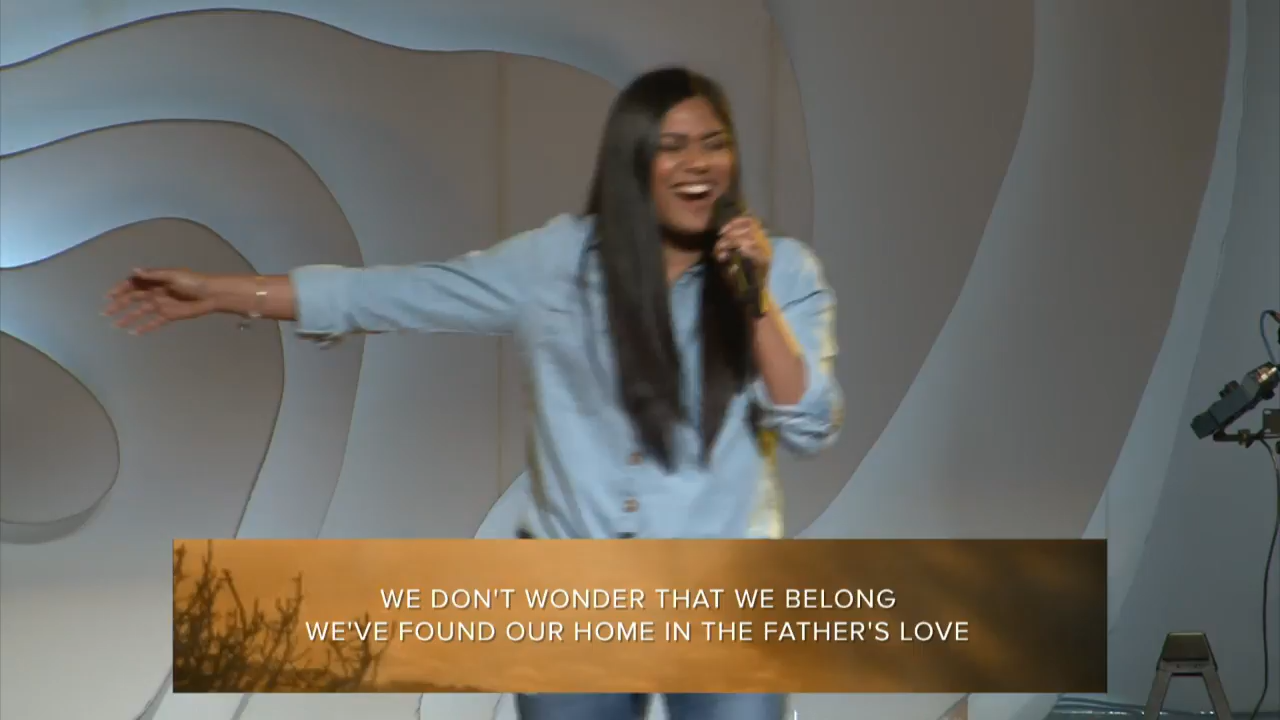 WE DON'T WONDER THAT WE BELONG
WE'VE FOUND OUR HOME IN THE FATHER'S LOVE